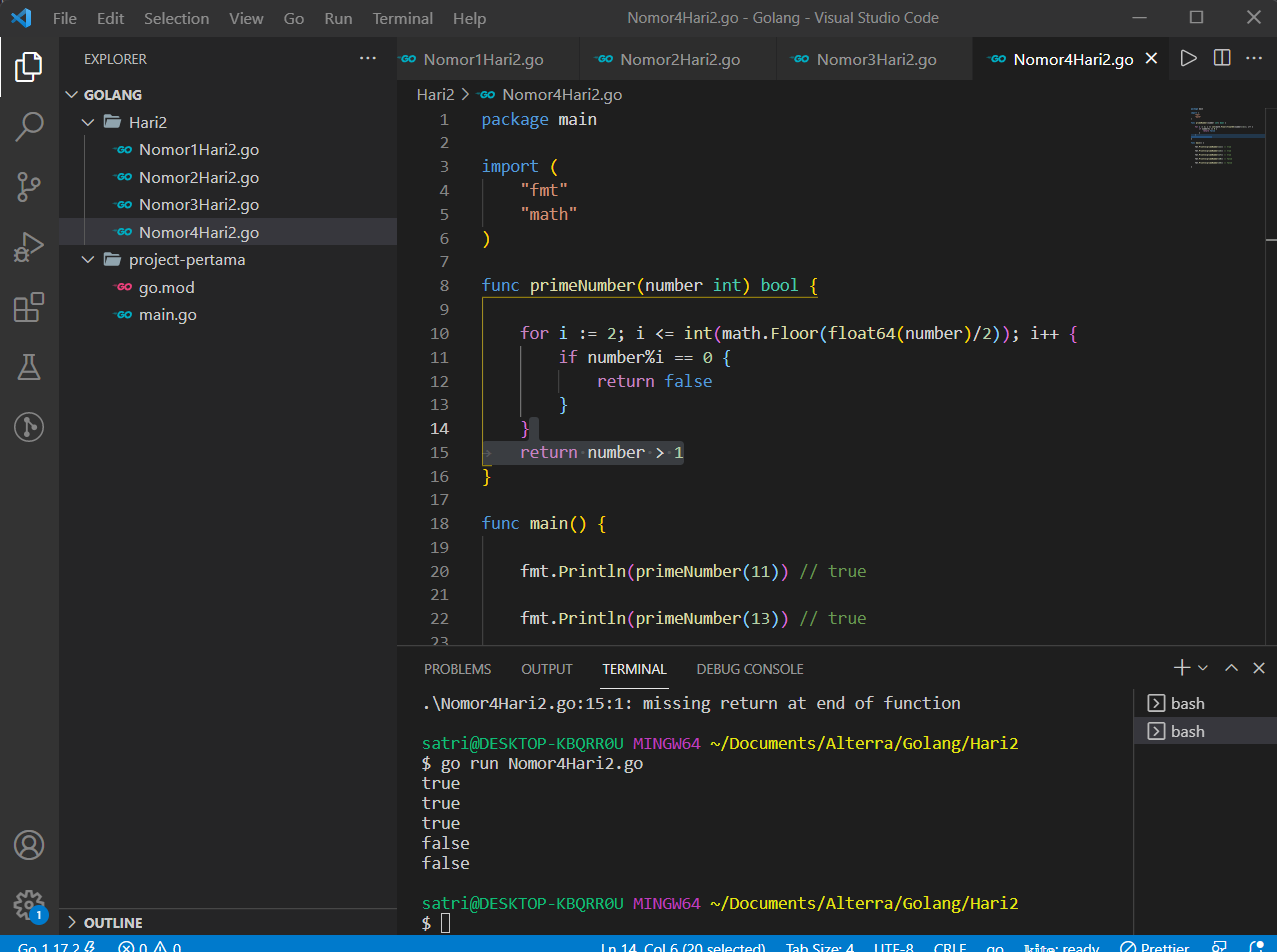 File Edit Selection View Go Run Terminal Help Nomor4Hari2.go - Golang - Visual Studio Code
EXPLORER
GOLANG
Hari2
Nomor1Hari2.go
Nomor2Hari2.go
Nomor3Hari2.go
Nomor4Hari2.go
project-pertama
go.mod
main.go
OUTLINE
GO Nomor1Hari2.go GO Nomor2Hari2.go GO Nomor3Hari2.go GO Nomor4Hari2.go
Hari2 > GO Nomor4Hari2.go
1 package main
2
3 import (
4 "fmt"
5 "math"
6 )
7
8 func primeNumber(number int) bool {
9
10 for i := 2; i <= int(math.Floor(float64(number)/2)); i++ {
11 if number%i == 0 {
12 return false
13 }
14 }
15 return number > 1
16 }
17
18 func main() {
19
20 fmt.Println(primeNumber(11)) // true
21
22 fmt.Println(primeNumber(13)) // true
23
PROBLEMS OUTPUT TERMINAL DEBUG CONSOLE
.\Nomor4Hari2.go:15:1: missing return at end of function
satri@DESKTOP-KBQRR0U MINGW64 ~/Documents/Alterra/Golang/Hari2
$ go run Nomor4Hari2.go
true
true
true
false
false
satri@DESKTOP-KBQRR0U MINGW64 ~/Documents/Alterra/Golang/Hari2
$
bash
bash
1
Go 1.17.2 0 0 Ln 14, Col 6 (20 selected) Tab Size: 4 UTF-8 CRLF go kite: ready Prettier